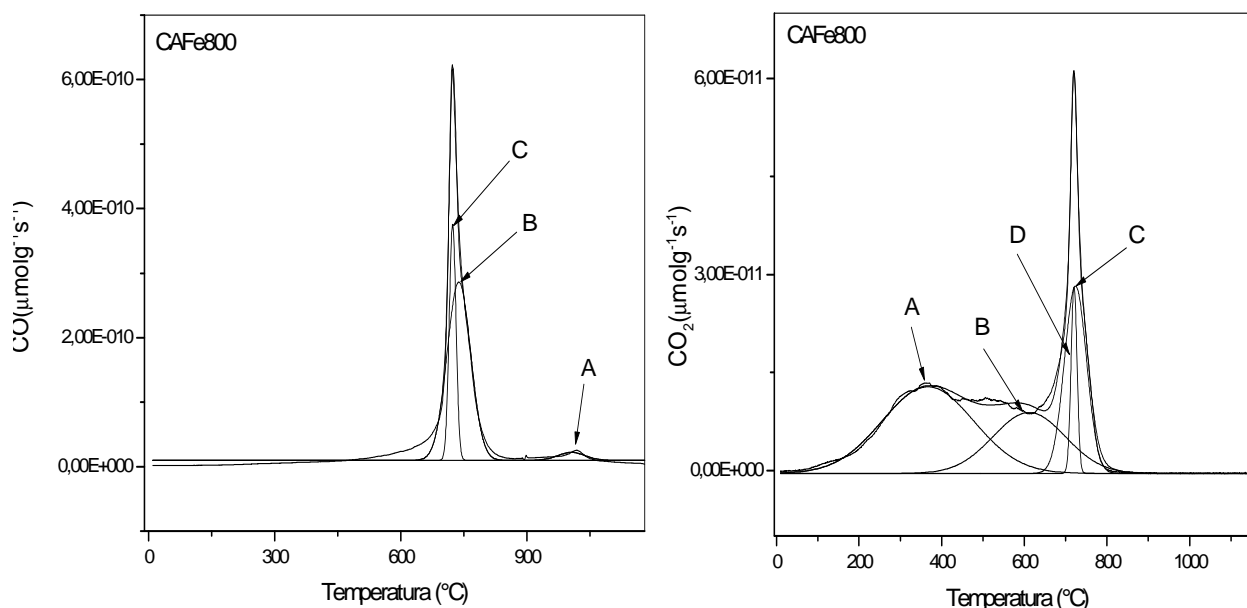 CAFe800
6,00E-010
4,00E-010
2,00E-010
0,00E+000
CO(μmolg⁻¹s⁻¹)
C
B
A
0 300 600 900
Temperatura (°C)
CAFe800
6,00E-011
3,00E-011
0,00E+000
CO₂(μmolg⁻¹s⁻¹)
D
C
A
B
0 200 400 600 800 1000
Temperatura (°C)